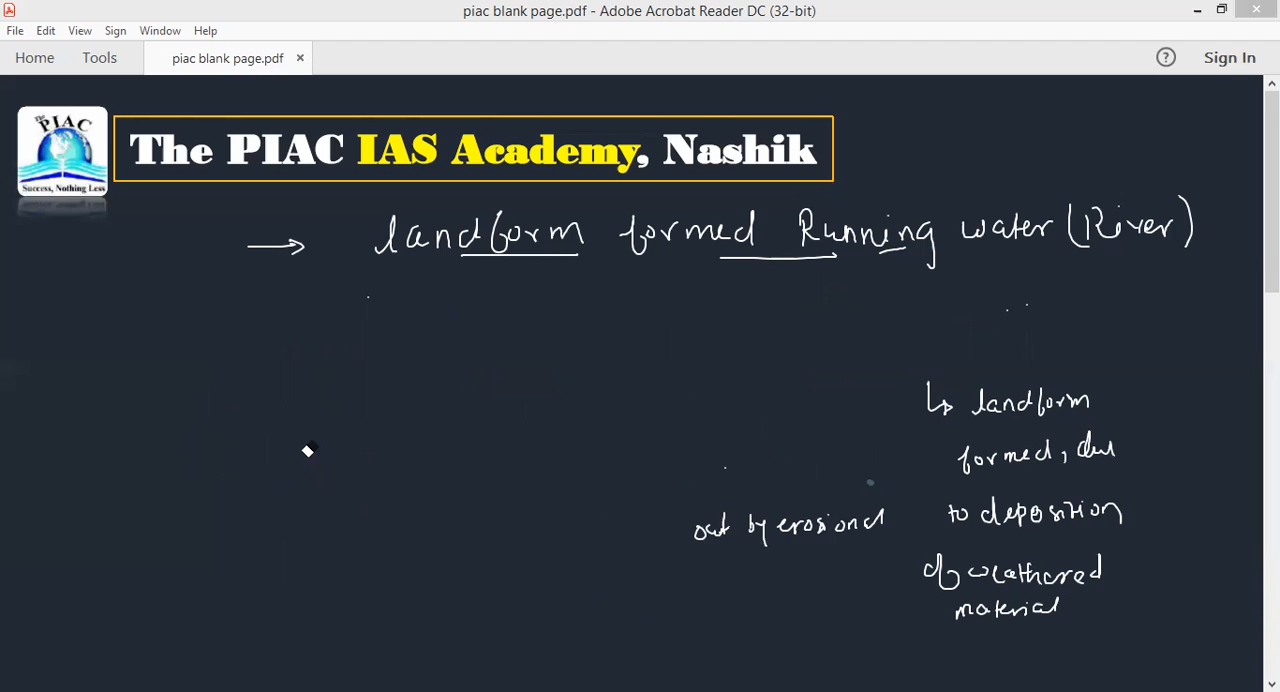 piac blank page.pdf - Adobe Acrobat Reader DC (32-bit)
File Edit View Sign Window Help
Home Tools piac blank page.pdf × ? Sign In
The PIAC
Success, Nothing Less
The PIAC IAS Academy, Nashik
→ landform formed Running water (River)
↳ landform
formed, due
to deposition
out by erosional
of weathered
material